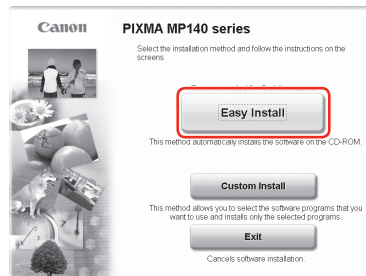 Canon
PIXMA MP140 series
Select the installation method and follow the instructions on the
screens.
Easy Install
This method automatically installs the software on the CD-ROM.
Custom Install
This method allows you to select the software programs that you
want to use and installs only the selected programs.
Exit
Cancels software installation.